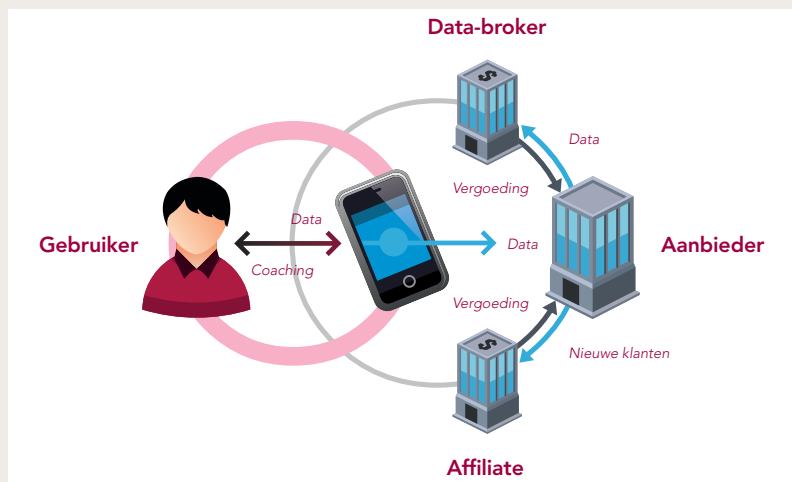 Data-broker
$
Data
Vergoeding
Data
Gebruiker
Data
Aanbieder
Coaching
Vergoeding
$
Nieuwe klanten
Affiliate